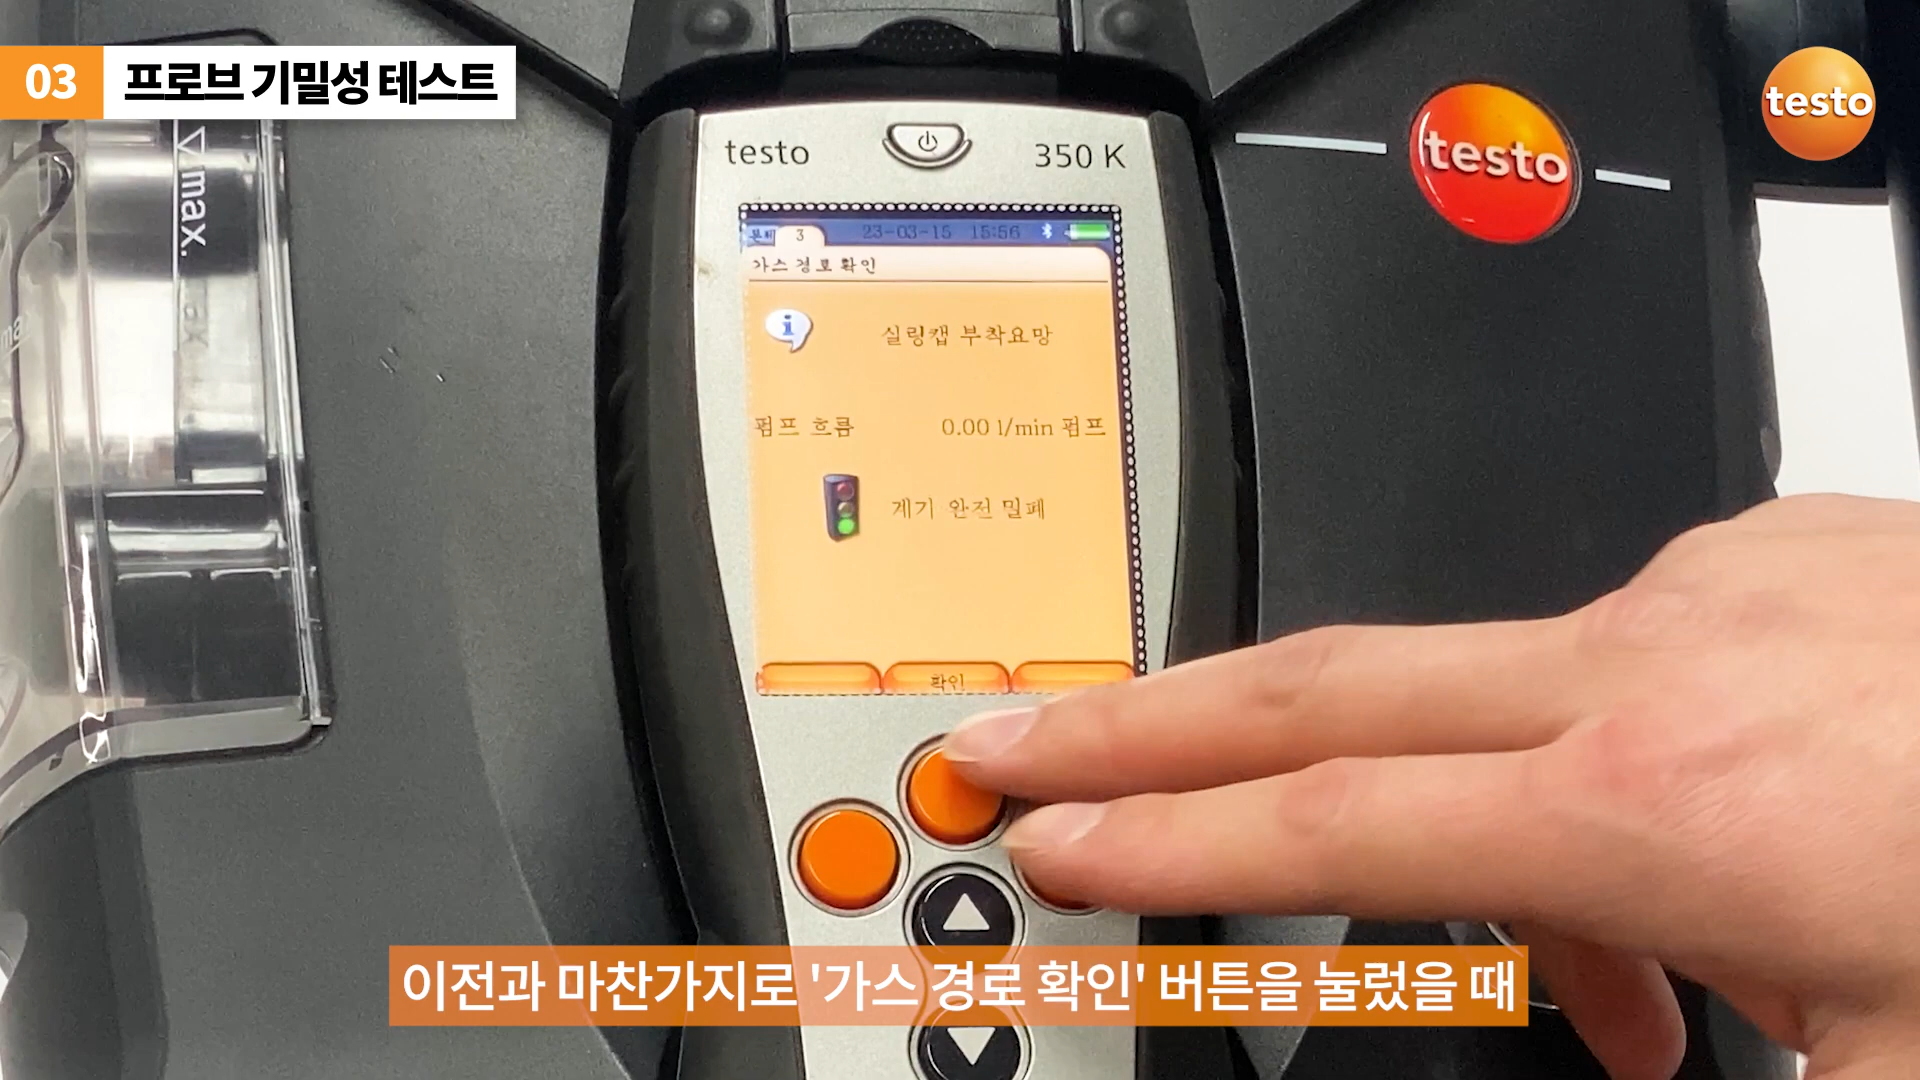 03 프로브 기밀성 테스트
testo
testo
testo 350 K
max.
3 23-03-15 15:56
가스 경로 확인
실링캡 부착요망
펌프 흐름 0.00 l/min 펌프
계기 완전 밀폐
확인
이전과 마찬가지로 '가스 경로 확인' 버튼을 눌렀을 때